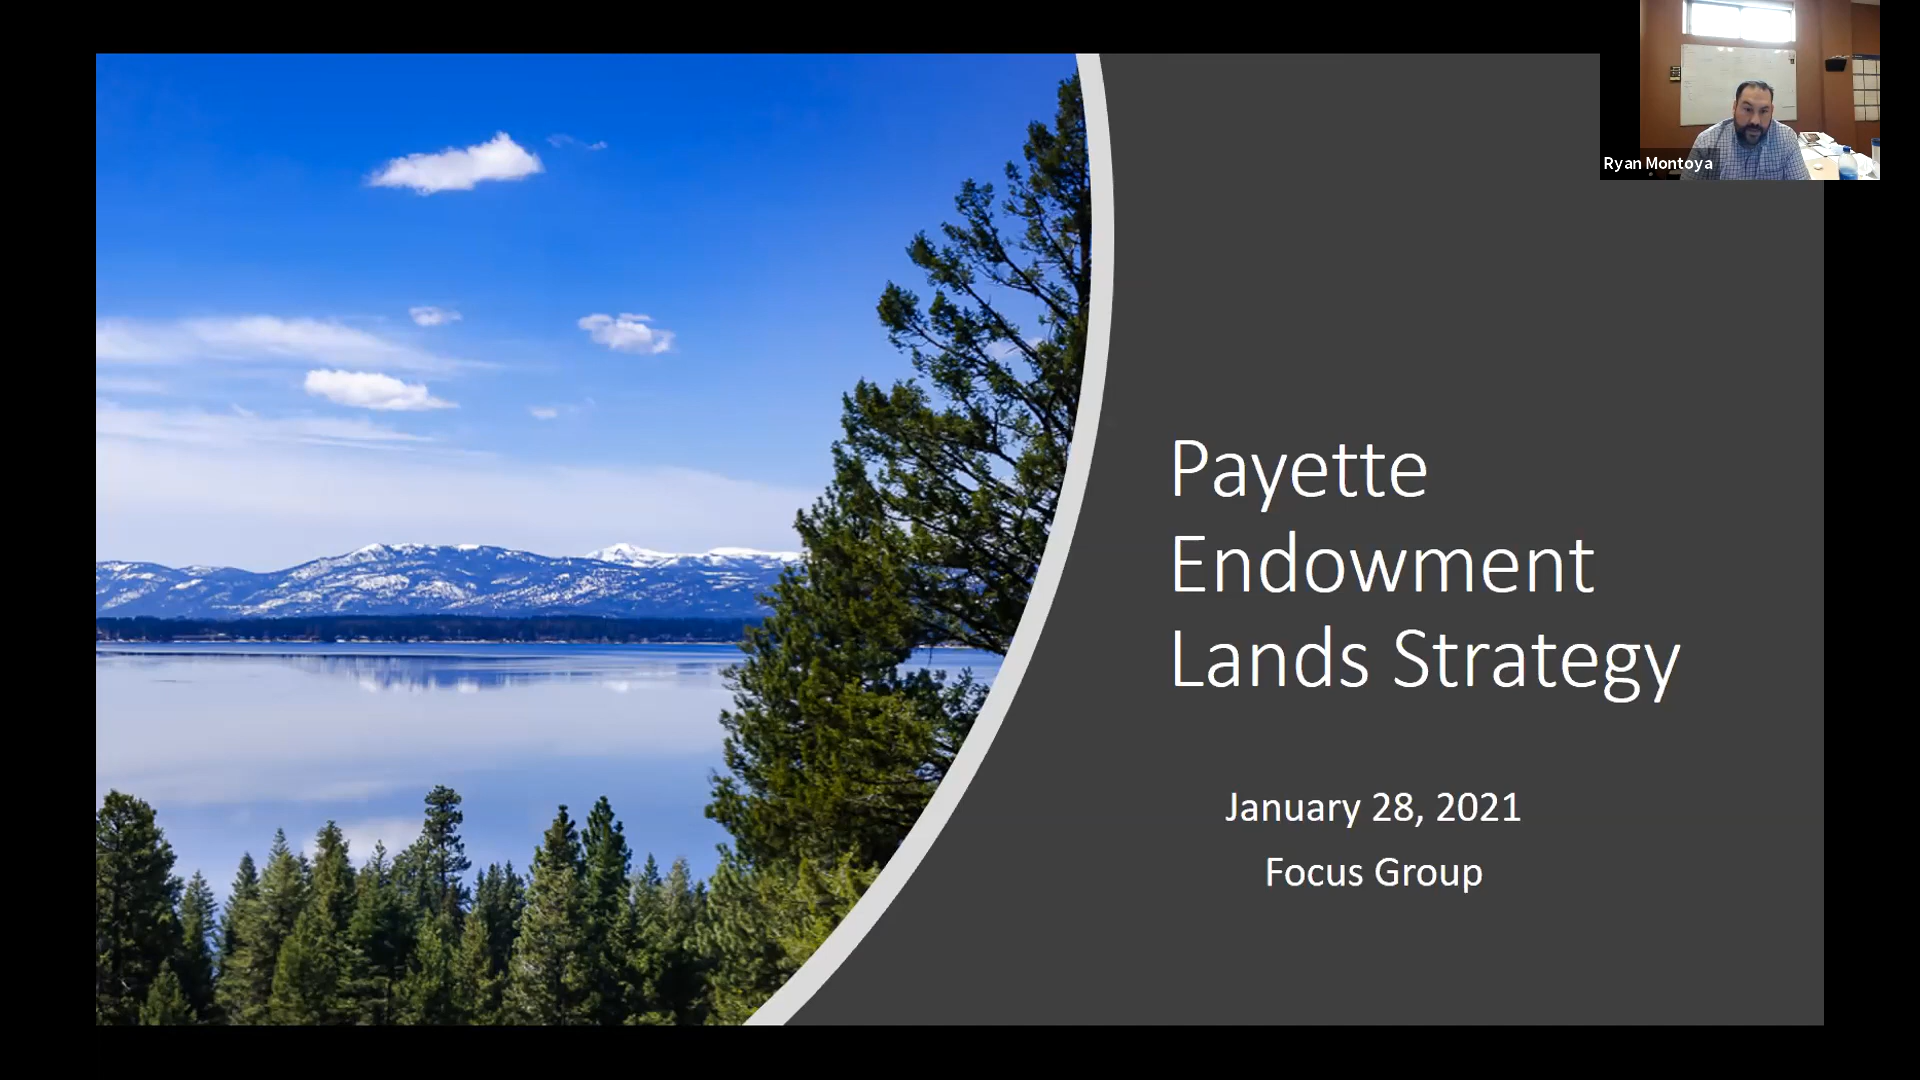 Ryan Montoya
Payette
Endowment
Lands Strategy
January 28, 2021
Focus Group